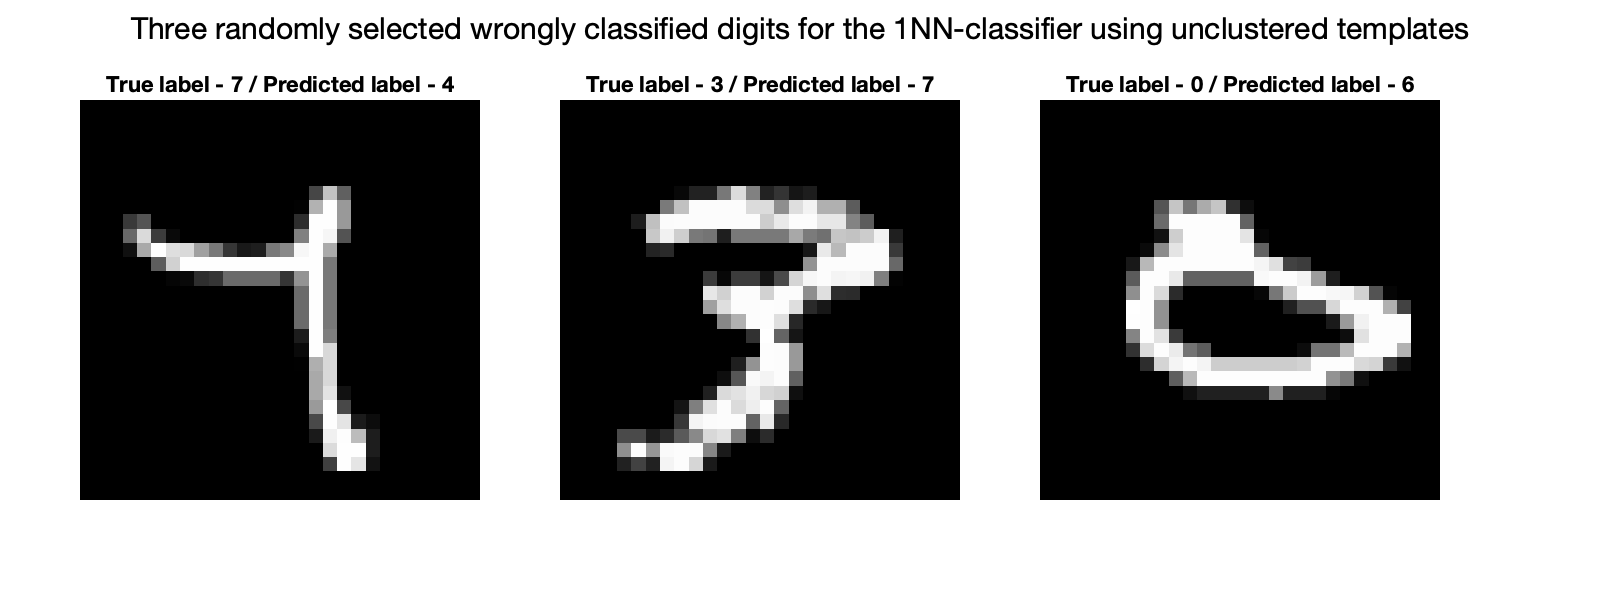 Three randomly selected wrongly classified digits for the 1NN-classifier using unclustered templates
True label - 7 / Predicted label - 4
True label - 3 / Predicted label - 7
True label - 0 / Predicted label - 6